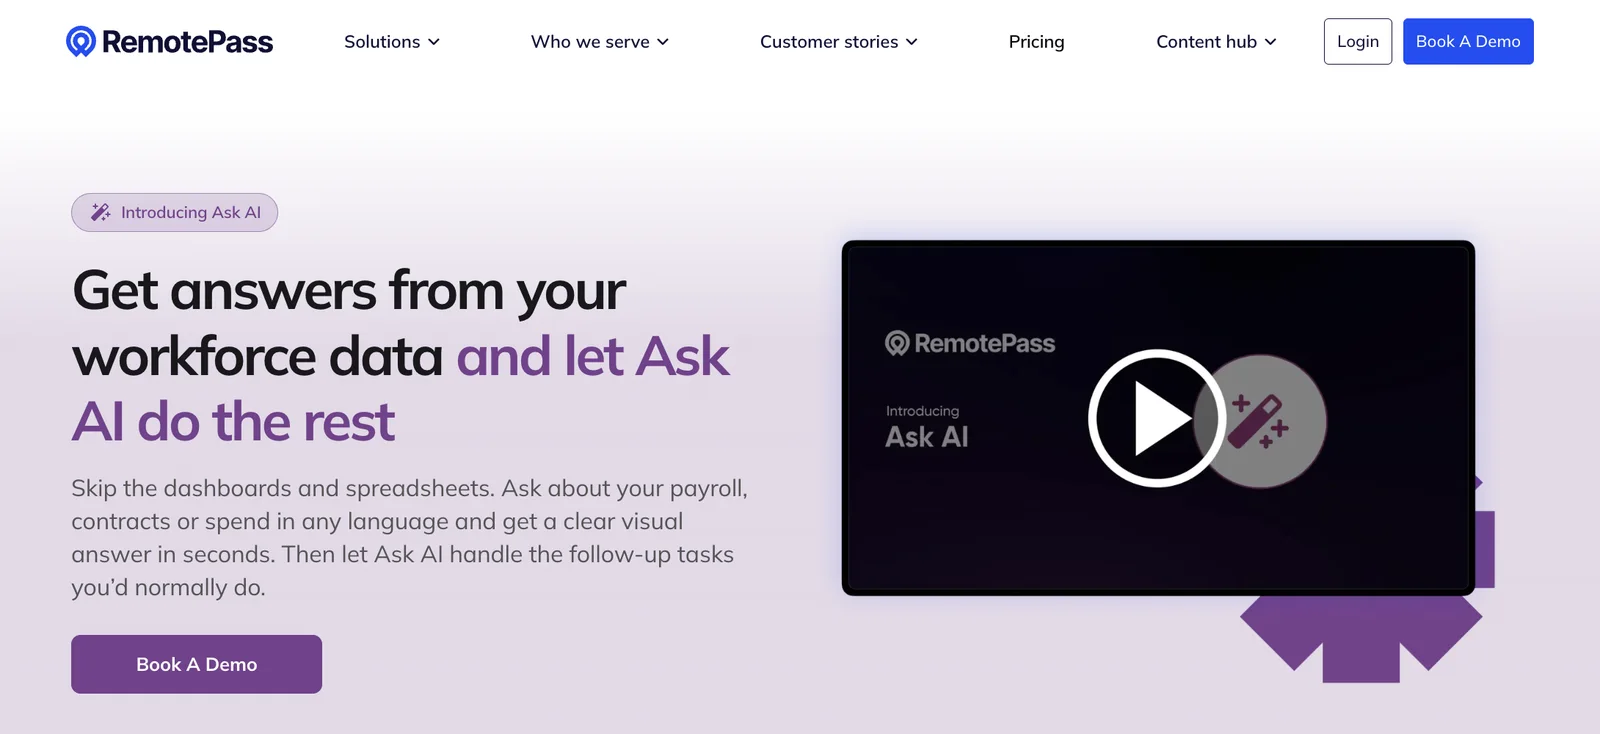 RemotePass
Solutions
Who we serve
Customer stories
Pricing
Content hub
Login
Book A Demo
Introducing Ask AI
Get answers from your
workforce data and let Ask
AI do the rest
Skip the dashboards and spreadsheets. Ask about your payroll,
contracts or spend in any language and get a clear visual
answer in seconds. Then let Ask AI handle the follow-up tasks
you’d normally do.
Book A Demo
RemotePass
Introducing
Ask AI